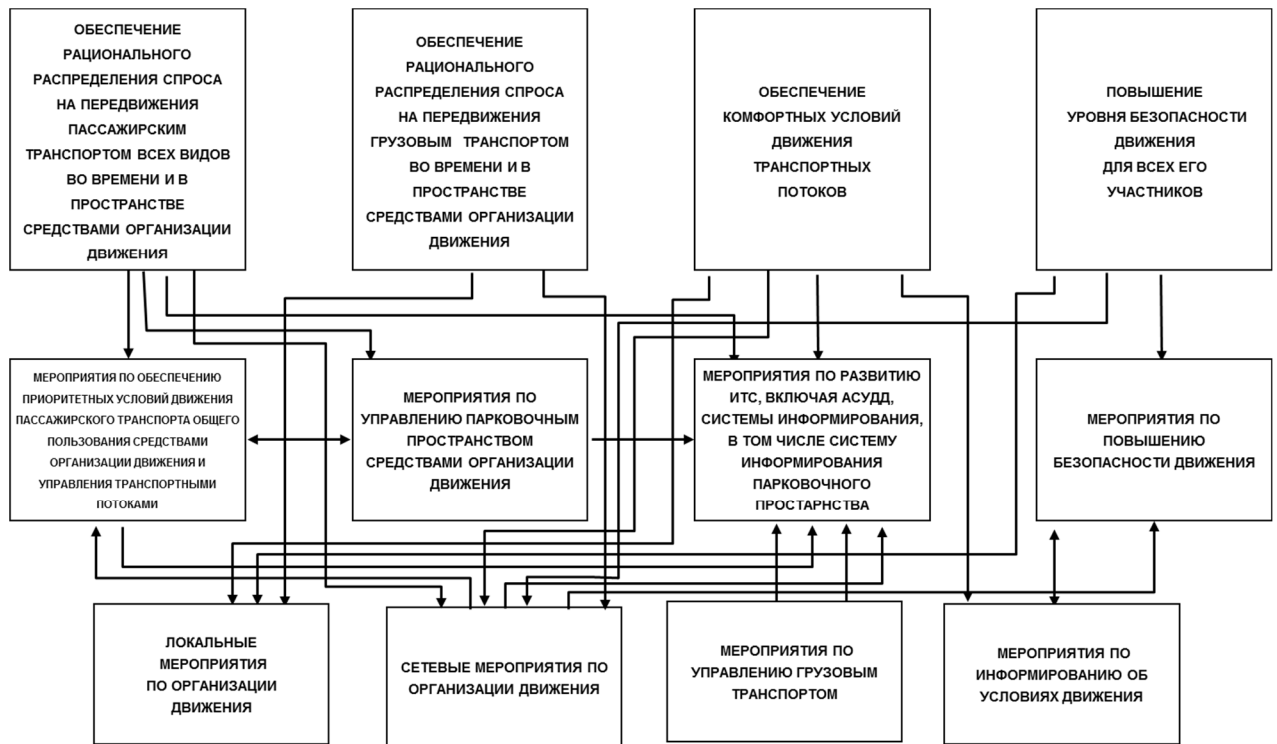 ОБЕСПЕЧЕНИЕ
РАЦИОНАЛЬНОГО
РАСПРЕДЕЛЕНИЯ СПРОСА
НА ПЕРЕДВИЖЕНИЯ
ПАССАЖИРСКИМ
ТРАНСПОРТОМ ВСЕХ ВИДОВ
ВО ВРЕМЕНИ И В
ПРОСТРАНСТВЕ
СРЕДСТВАМИ ОРГАНИЗАЦИИ
ДВИЖЕНИЯ
ОБЕСПЕЧЕНИЕ
РАЦИОНАЛЬНОГО
РАСПРЕДЕЛЕНИЯ СПРОСА
НА ПЕРЕДВИЖЕНИЯ
ГРУЗОВЫМ ТРАНСПОРТОМ
ВО ВРЕМЕНИ И В
ПРОСТРАНСТВЕ
СРЕДСТВАМИ ОРГАНИЗАЦИИ
ДВИЖЕНИЯ
ОБЕСПЕЧЕНИЕ
КОМФОРТНЫХ УСЛОВИЙ
ДВИЖЕНИЯ
ТРАНСПОРТНЫХ
ПОТОКОВ
ПОВЫШЕНИЕ
УРОВНЯ БЕЗОПАСНОСТИ
ДВИЖЕНИЯ
ДЛЯ ВСЕХ ЕГО
УЧАСТНИКОВ
МЕРОПРИЯТИЯ ПО ОБЕСПЕЧЕНИЮ
ПРИОРИТЕТНЫХ УСЛОВИЙ ДВИЖЕНИЯ
ПАССАЖИРСКОГО ТРАНСПОРТА ОБЩЕГО
ПОЛЬЗОВАНИЯ СРЕДСТВАМИ
ОРГАНИЗАЦИИ ДВИЖЕНИЯ И
УПРАВЛЕНИЯ ТРАНСПОРТНЫМИ
ПОТОКАМИ
МЕРОПРИЯТИЯ ПО
УПРАВЛЕНИЮ ПАРКОВОЧНЫМ
ПРОСТРАНСТВОМ
СРЕДСТВАМИ ОРГАНИЗАЦИИ
ДВИЖЕНИЯ
МЕРОПРИЯТИЯ ПО РАЗВИТИЮ
ИТС, ВКЛЮЧАЯ АСУДД,
СИСТЕМЫ ИНФОРМИРОВАНИЯ,
В ТОМ ЧИСЛЕ СИСТЕМУ
ИНФОРМИРОВАНИЯ
ПАРКОВОЧНОГО
ПРОСТАРНСТВА
МЕРОПРИЯТИЯ ПО
ПОВЫШЕНИЮ
БЕЗОПАСНОСТИ ДВИЖЕНИЯ
ЛОКАЛЬНЫЕ
МЕРОПРИЯТИЯ
ПО ОРГАНИЗАЦИИ
ДВИЖЕНИЯ
СЕТЕВЫЕ МЕРОПРИЯТИЯ ПО
ОРГАНИЗАЦИИ ДВИЖЕНИЯ
МЕРОПРИЯТИЯ ПО
УПРАВЛЕНИЮ ГРУЗОВЫМ
ТРАНСПОРТОМ
МЕРОПРИЯТИЯ ПО
ИНФОРМИРОВАНИЮ ОБ
УСЛОВИЯХ ДВИЖЕНИЯ